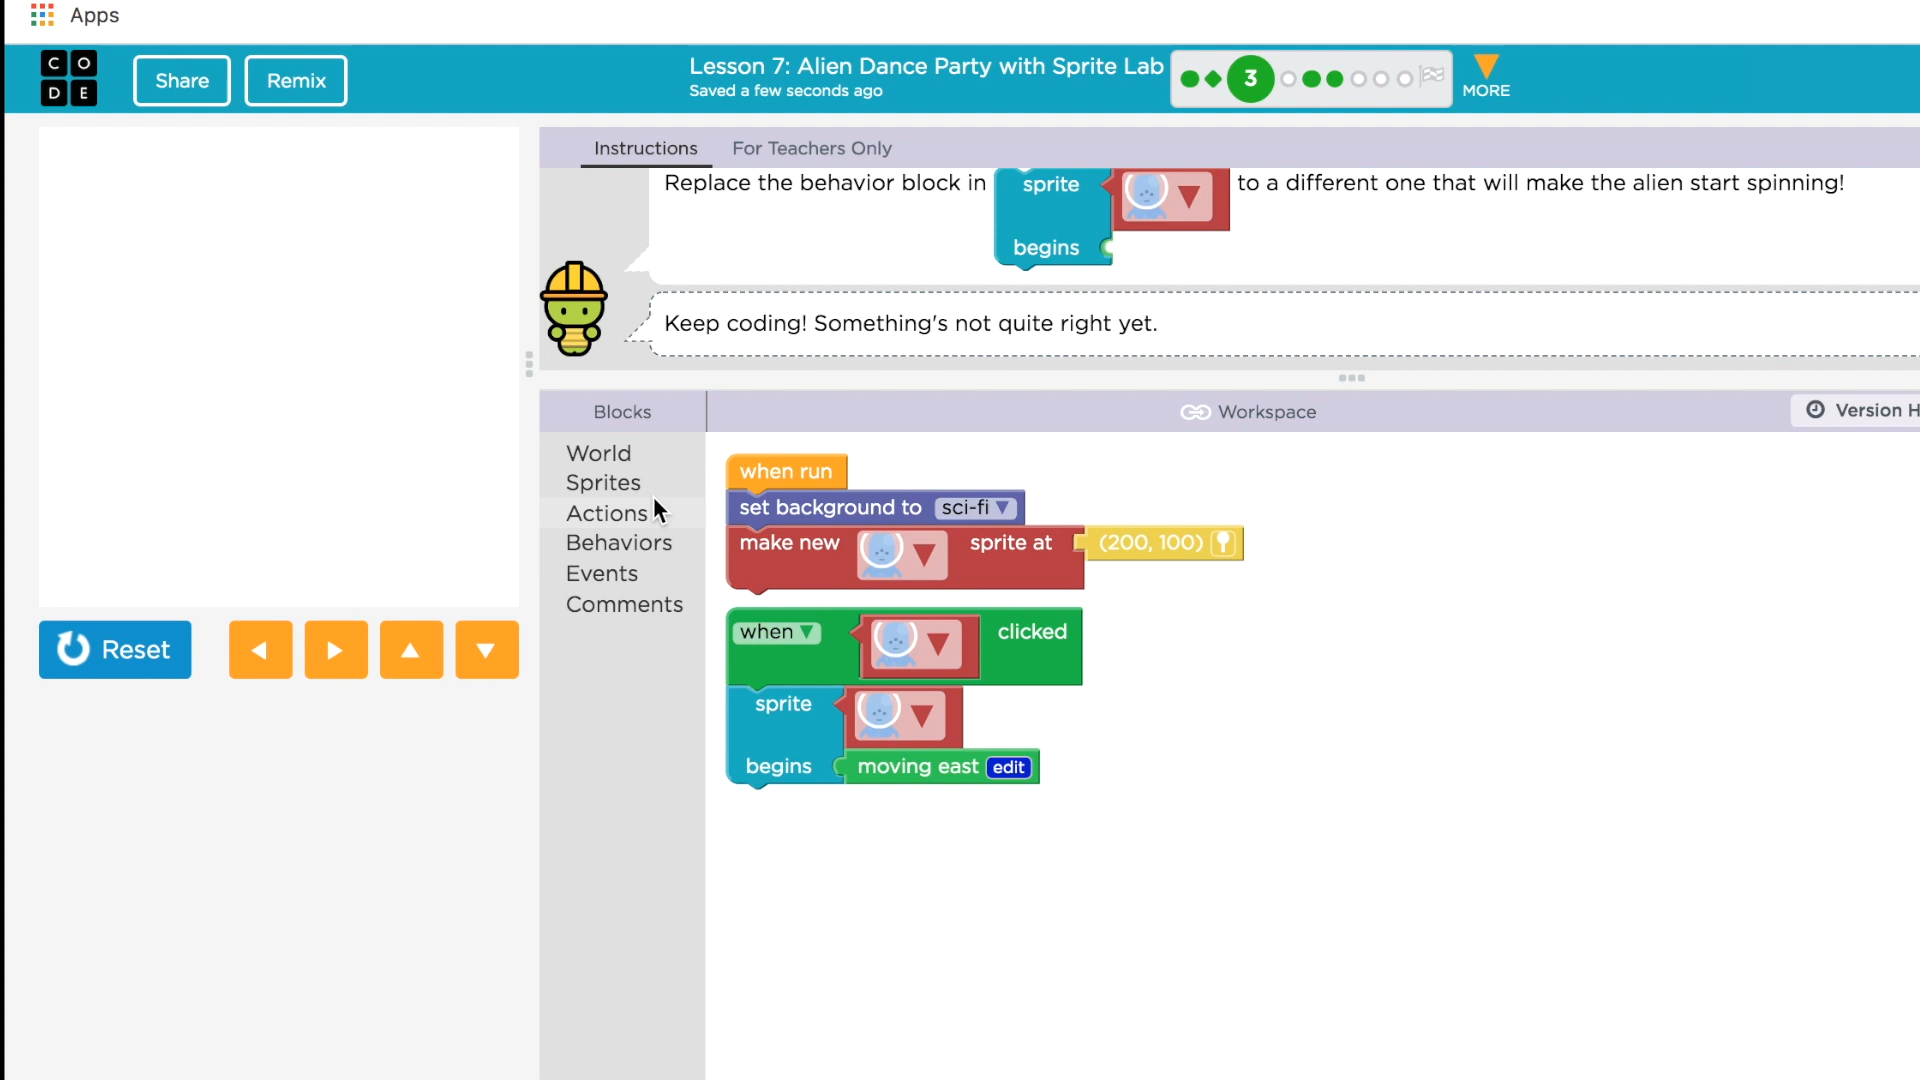 Apps
CODE
Share
Remix
Lesson 7: Alien Dance Party with Sprite Lab
Saved a few seconds ago
3
MORE
Instructions
For Teachers Only
Replace the behavior block in sprite begins to a different one that will make the alien start spinning!
Keep coding! Something's not quite right yet.
Blocks
Workspace
Version H
World
Sprites
Actions
Behaviors
Events
Comments
when run
set background to sci-fi
make new sprite at (200, 100)
when clicked
sprite
begins moving east edit
Reset